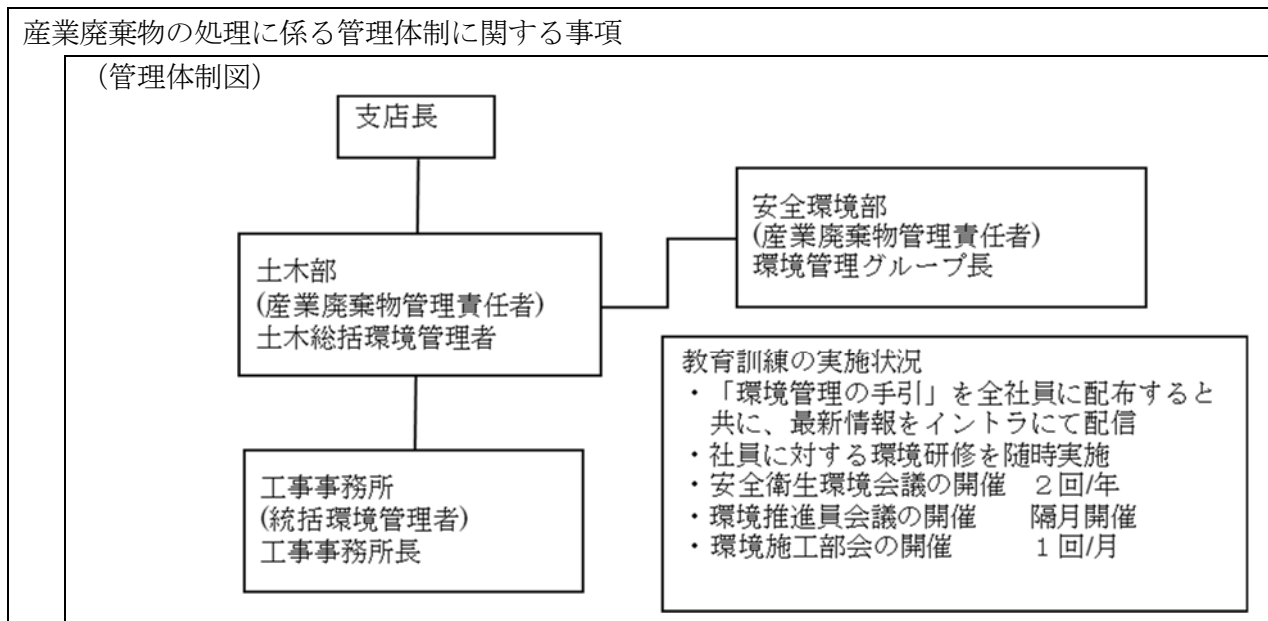 産業廃棄物の処理に係る管理体制に関する事項
（管理体制図）
支店長
安全環境部
(産業廃棄物管理責任者)
環境管理グループ長
土木部
(産業廃棄物管理責任者)
土木総括環境管理者
教育訓練の実施状況
・「環境管理の手引」を全社員に配布すると
共に、最新情報をイントラにて配信
・社員に対する環境研修を随時実施
・安全衛生環境会議の開催　２回/年
・環境推進員会議の開催　　隔月開催
・環境施工部会の開催　　　１回/月
工事事務所
(統括環境管理者)
工事事務所長